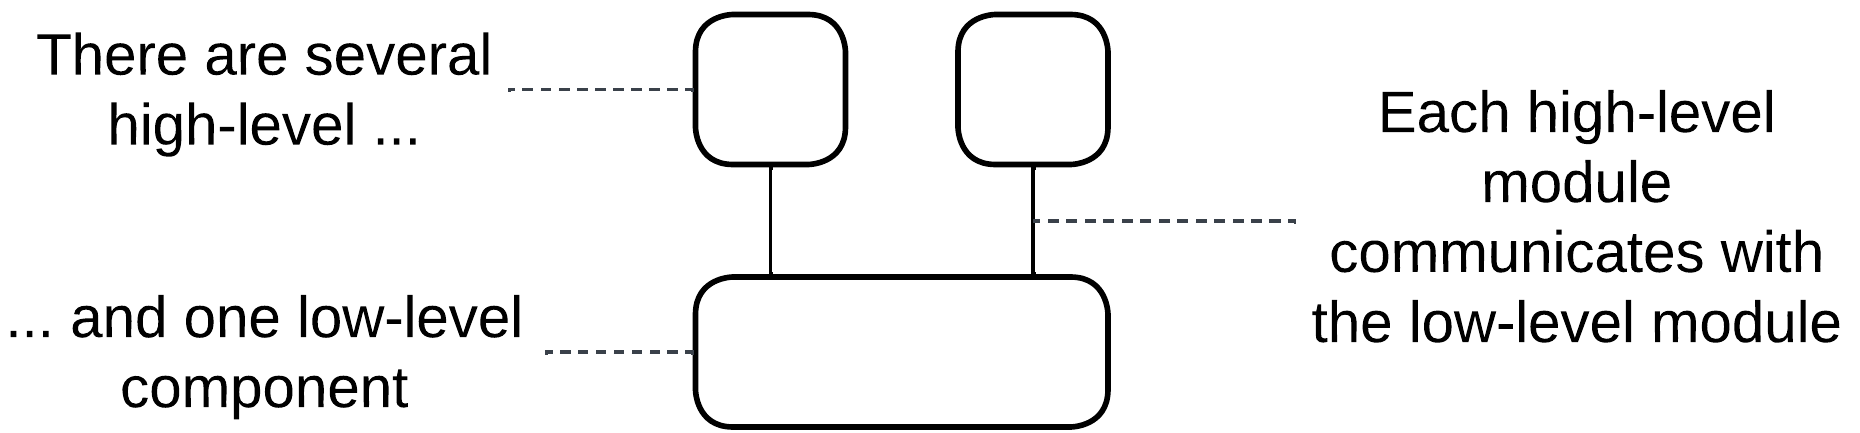 There are several
high-level ...
... and one low-level
component
Each high-level
module
communicates with
the low-level module